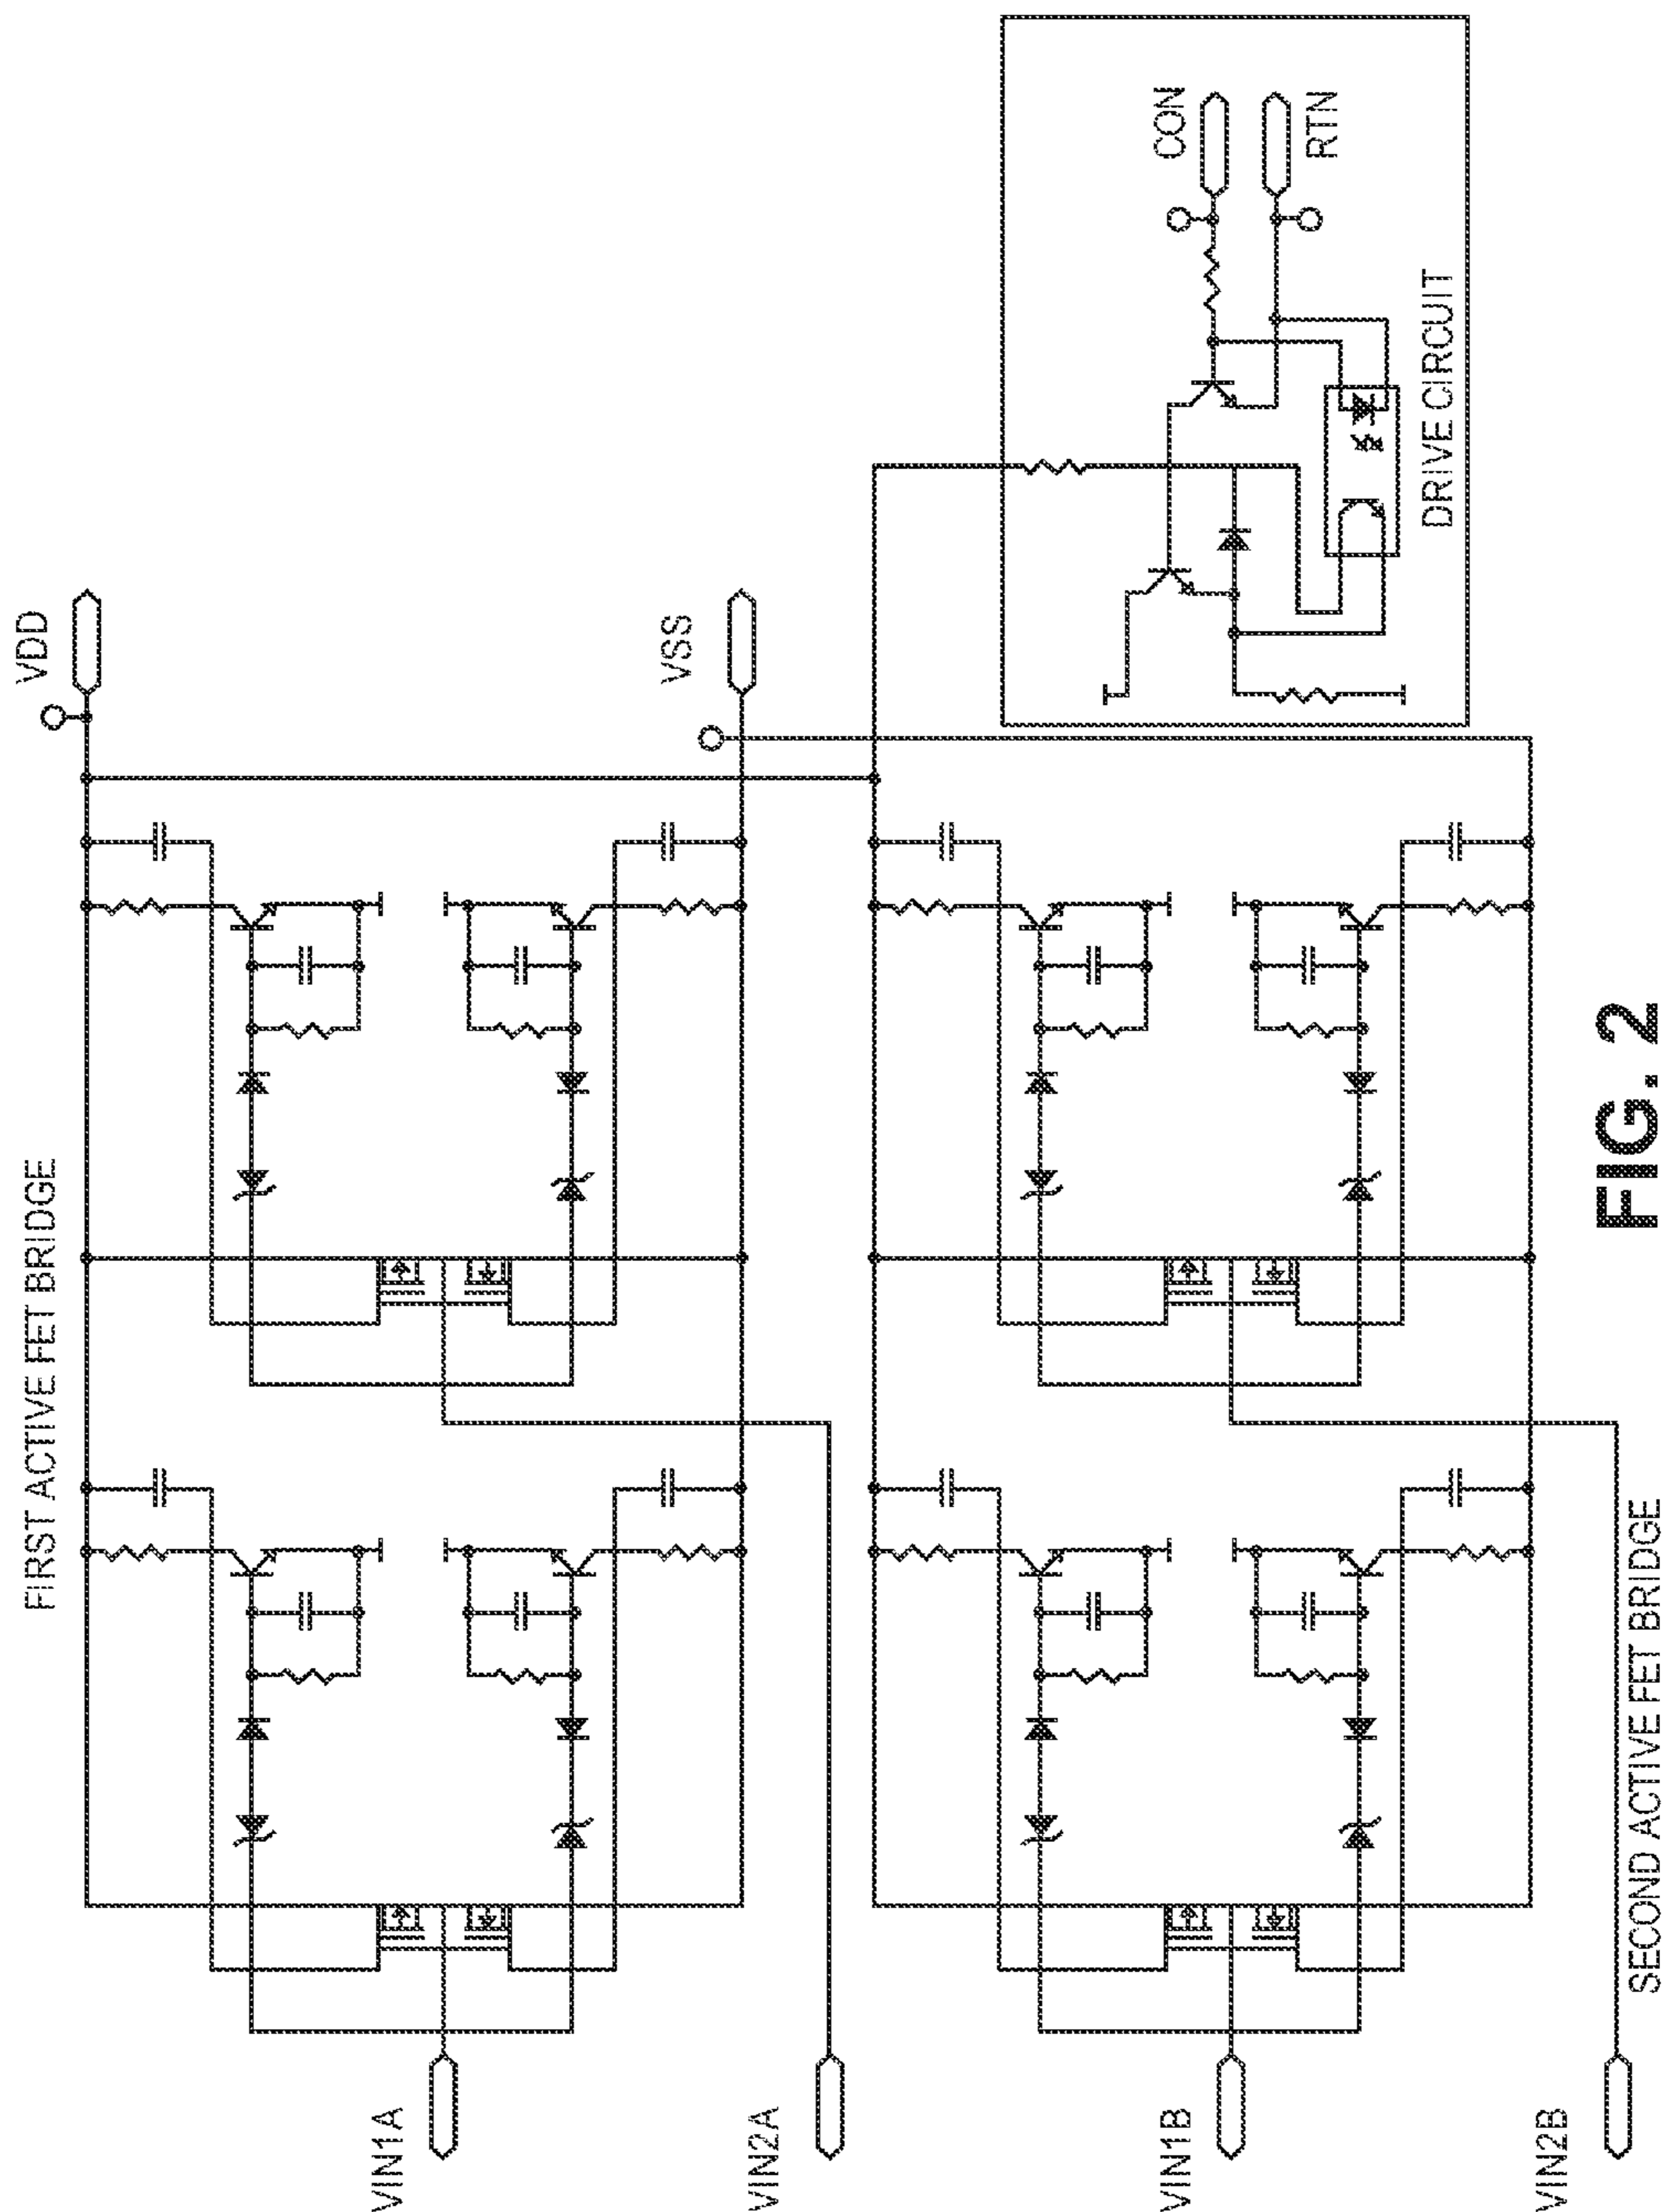 FIRST ACTIVE FET BRIDGE
VDD
VSS
CON
RTN
DRIVE CIRCUIT
VIN1A
VIN2A
VIN1B
VIN2B
SECOND ACTIVE FET BRIDGE
FIG. 2